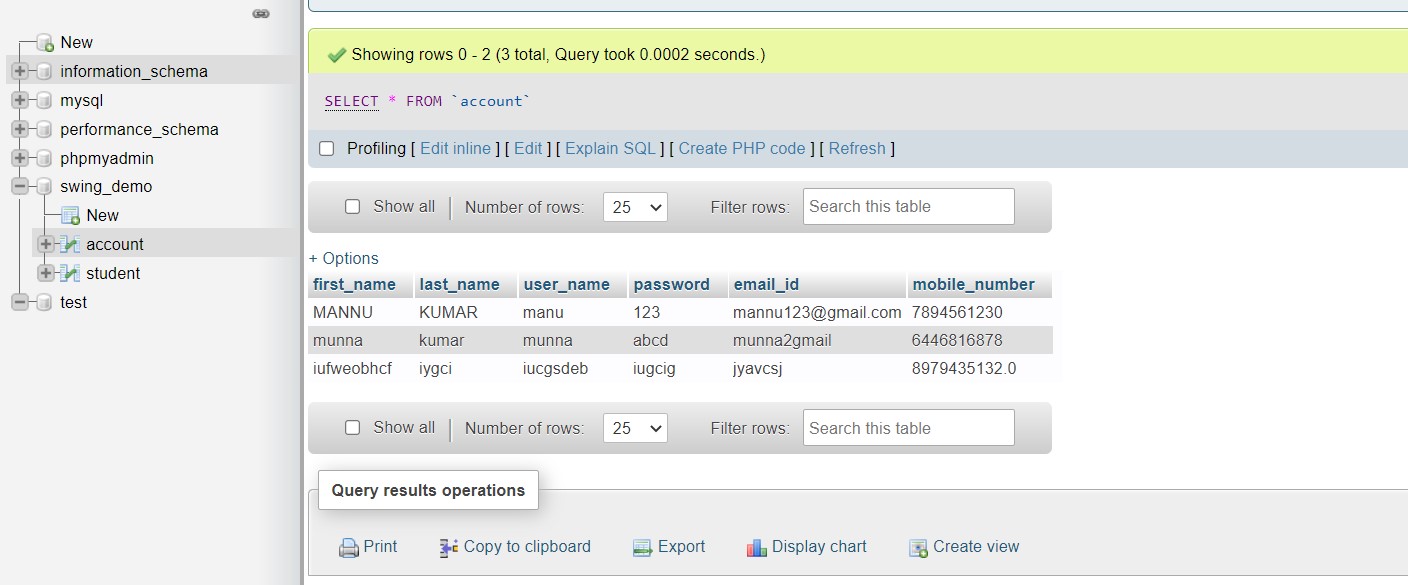 New
information_schema
mysql
performance_schema
phpmyadmin
swing_demo
New
account
student
test
Showing rows 0 - 2 (3 total, Query took 0.0002 seconds.)
SELECT * FROM `account`
Profiling [ Edit inline ] [ Edit ] [ Explain SQL ] [ Create PHP code ] [ Refresh ]
Show all Number of rows: 25 Filter rows: Search this table
+ Options
first_name last_name user_name password email_id mobile_number
MANNU KUMAR manu 123 mannu123@gmail.com 7894561230
munna kumar munna abcd munna2gmail 6446816878
iufweobhcf iygci iucgsdeb iugcig jyavcsj 8979435132.0
Show all Number of rows: 25 Filter rows: Search this table
Query results operations
Print Copy to clipboard Export Display chart Create view